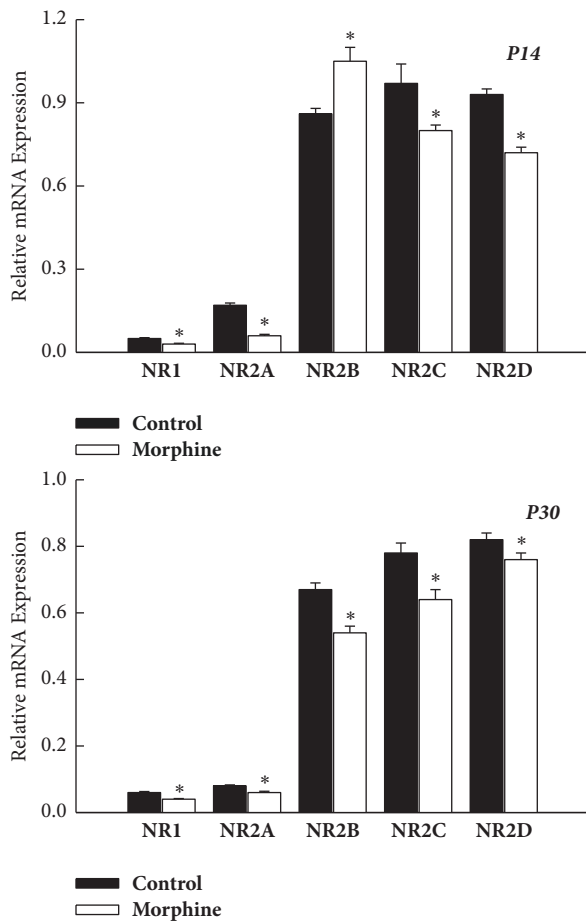 1.2
P14
0.9
0.6
0.3
0.0
Relative mRNA Expression
*
*
*
*
*
NR1 NR2A NR2B NR2C NR2D
Control
Morphine
1.0
P30
0.8
0.6
0.4
0.2
0.0
Relative mRNA Expression
*
*
*
*
*
NR1 NR2A NR2B NR2C NR2D
Control
Morphine